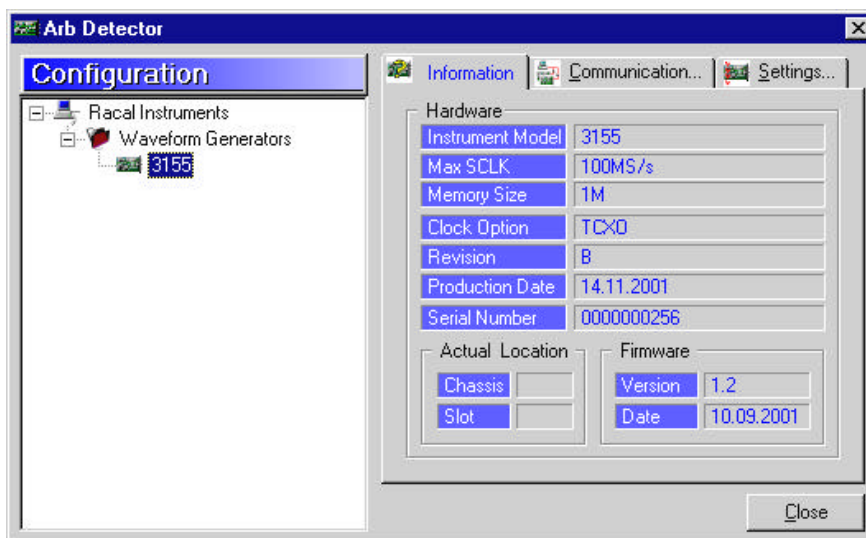 Arb Detector
Configuration
Racal Instruments
Waveform Generators
3155
Information Communication... Settings...
Hardware
Instrument Model 3155
Max SCLK 100MS/s
Memory Size 1M
Clock Option TCXO
Revision B
Production Date 14.11.2001
Serial Number 0000000256
Actual Location
Chassis
Slot
Firmware
Version 1.2
Date 10.09.2001
Close